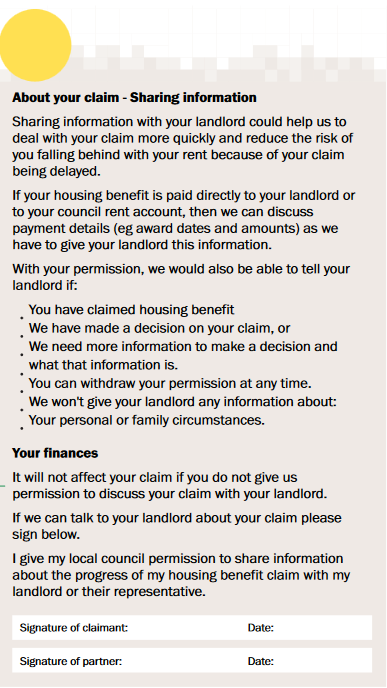 About your claim - Sharing information
Sharing information with your landlord could help us to
deal with your claim more quickly and reduce the risk of
you falling behind with your rent because of your claim
being delayed.
If your housing benefit is paid directly to your landlord or
to your council rent account, then we can discuss
payment details (eg award dates and amounts) as we
have to give your landlord this information.
With your permission, we would also be able to tell your
landlord if:
You have claimed housing benefit
. We have made a decision on your claim, or
. We need more information to make a decision and
. what that information is.
. You can withdraw your permission at any time.
. We won't give your landlord any information about:
. Your personal or family circumstances.
.
Your finances
It will not affect your claim if you do not give us
permission to discuss your claim with your landlord.
If we can talk to your landlord about your claim please
sign below.
I give my local council permission to share information
about the progress of my housing benefit claim with my
landlord or their representative.
Signature of claimant: Date:
Signature of partner: Date: